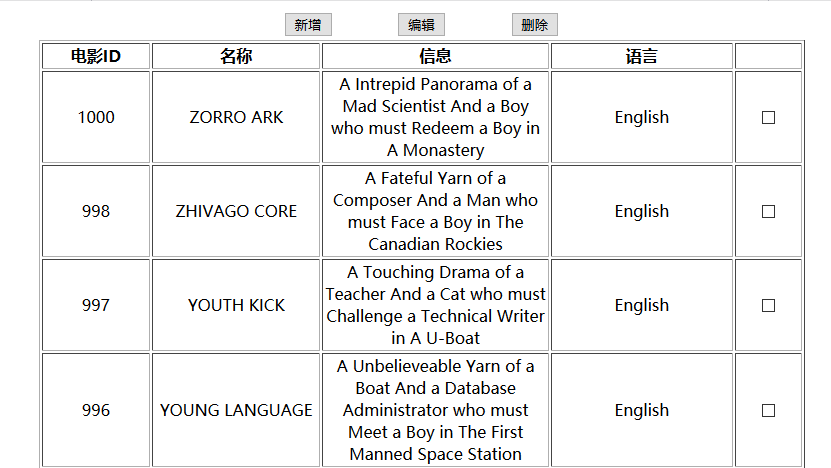 新增 编辑 删除
电影ID 名称 信息 语言
1000 ZORRO ARK A Intrepid Panorama of a
Mad Scientist And a Boy
who must Redeem a Boy in
A Monastery English
998 ZHIVAGO CORE A Fateful Yarn of a
Composer And a Man who
must Face a Boy in The
Canadian Rockies English
997 YOUTH KICK A Touching Drama of a
Teacher And a Cat who must
Challenge a Technical Writer
in A U-Boat English
996 YOUNG LANGUAGE A Unbelieveable Yarn of a
Boat And a Database
Administrator who must
Meet a Boy in The First
Manned Space Station English